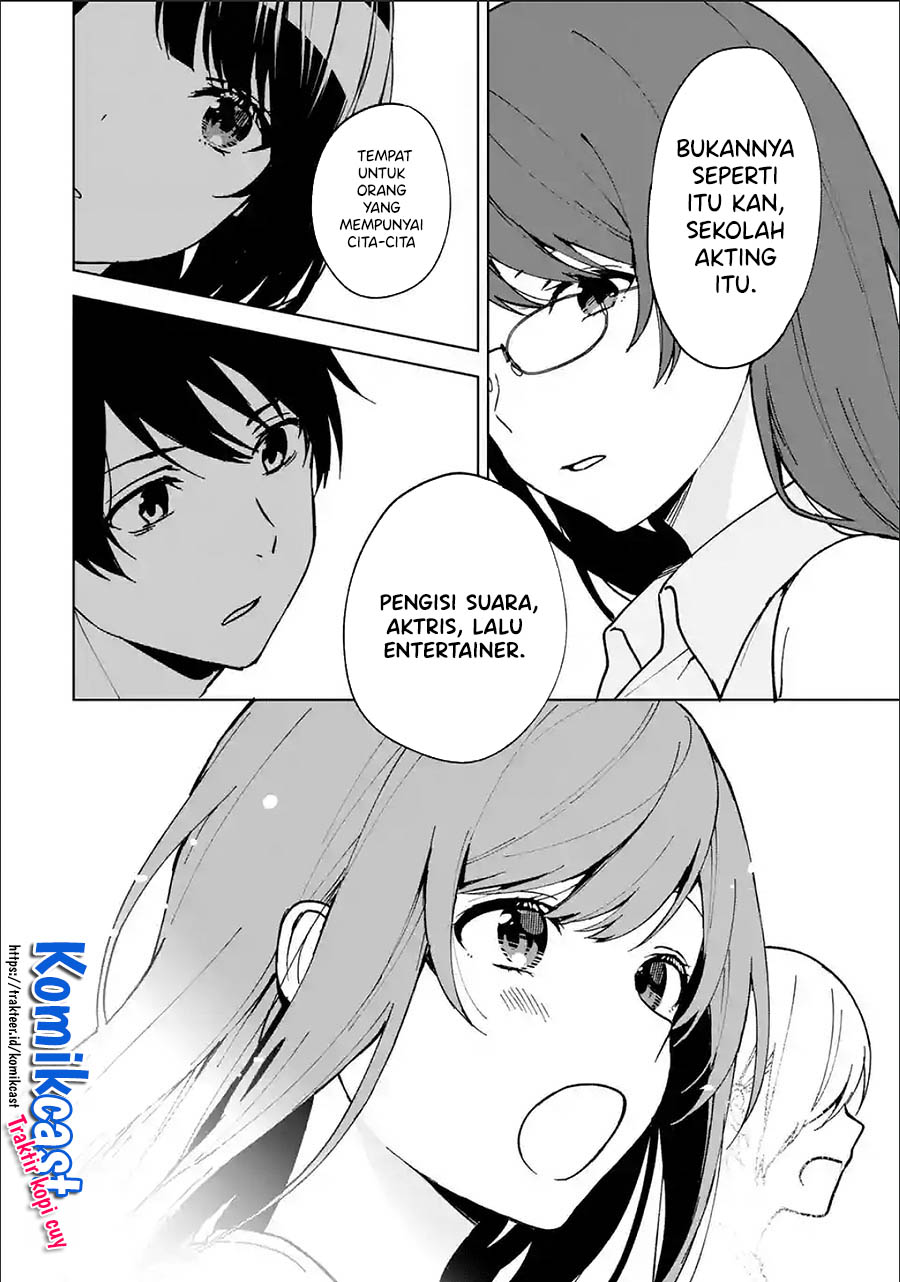 BUKANNYA
SEPERTI
ITU KAN,
SEKOLAH
AKTING
ITU.
TEMPAT
UNTUK
ORANG
YANG
MEMPUNYAI
CITA-CITA
PENGISI SUARA,
AKTRIS, LALU
ENTERTAINER.
Komikcast
https://trakteer.id/komikcast
Traktir kopi cuy